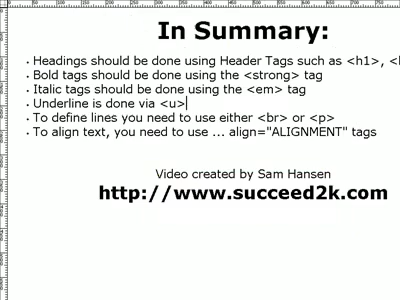 In Summary:
Headings should be done using Header Tags such as <h1>, <h
Bold tags should be done using the <strong> tag
Italic tags should be done using the <em> tag
Underline is done via <u>
To define lines you need to use either <br> or <p>
To align text, you need to use ... align="ALIGNMENT" tags
Video created by Sam Hansen
http://www.succeed2k.com